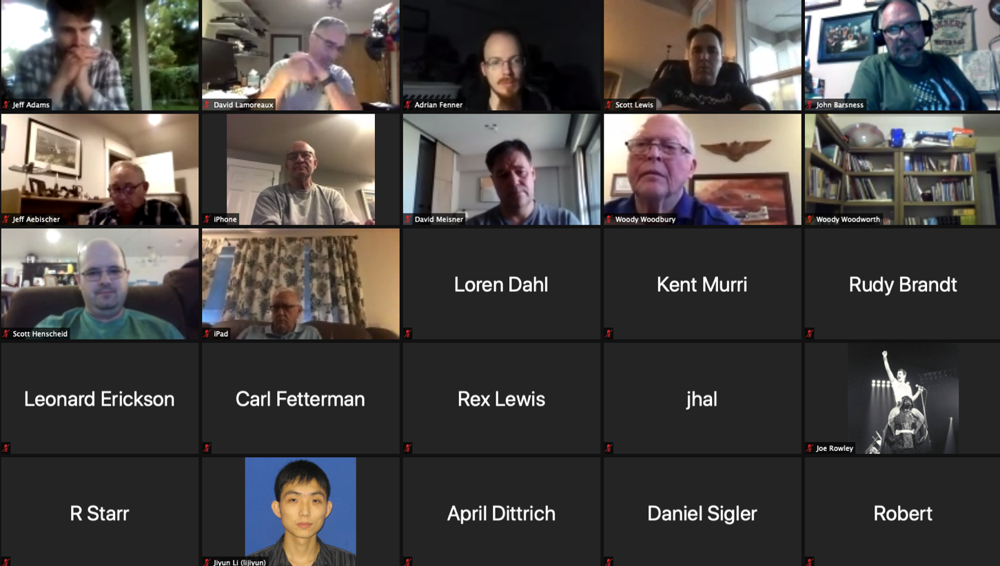 Jeff Adams
David Lamoreaux
Adrian Fenner
Scott Lewis
DESERT
John Barsness
Jeff Aebischer
iPhone
David Meisner
Woody Woodbury
Woody Woodworth
Scott Henscheid
iPad
Loren Dahl
Kent Murri
Rudy Brandt
Leonard Erickson
Carl Fetterman
Rex Lewis
jhal
Joe Rowley
R Starr
Jiyun Li (lijiyun)
April Dittrich
Daniel Sigler
Robert